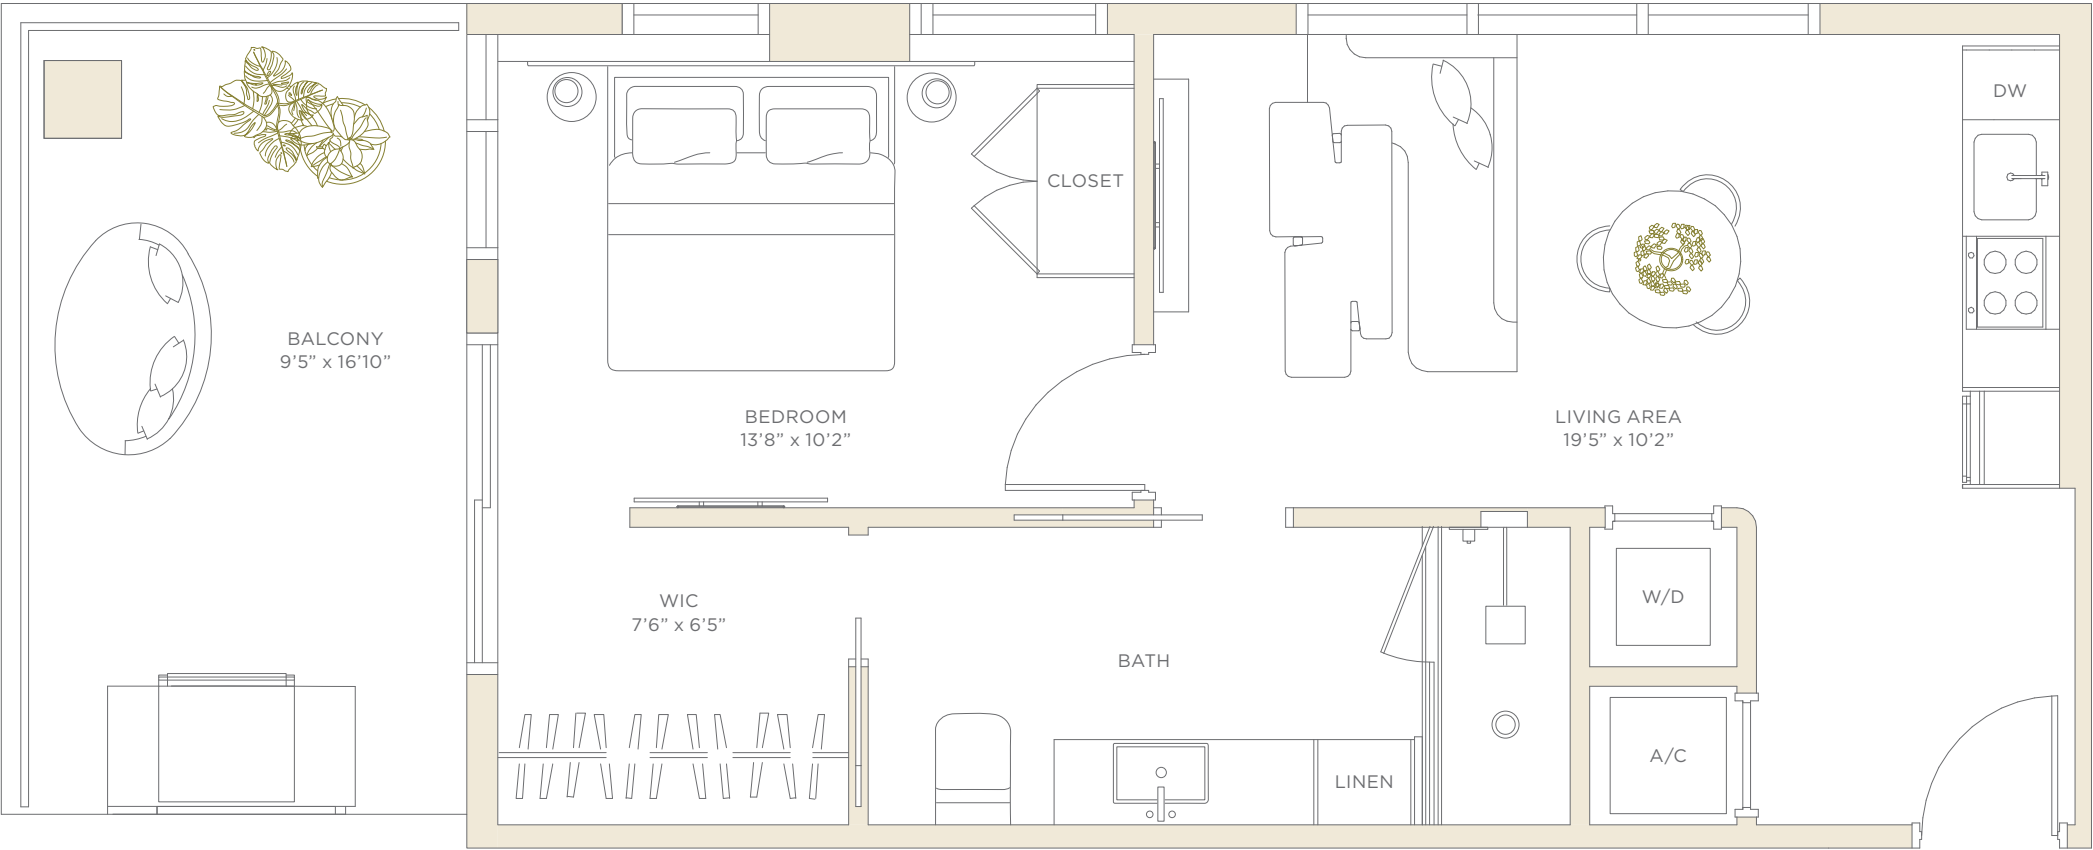 DW
CLOSET
BALCONY
9’5” x 16’10”
BEDROOM
13’8” x 10’2”
LIVING AREA
19’5” x 10’2”
WIC
7’6” x 6’5”
W/D
BATH
A/C
LINEN